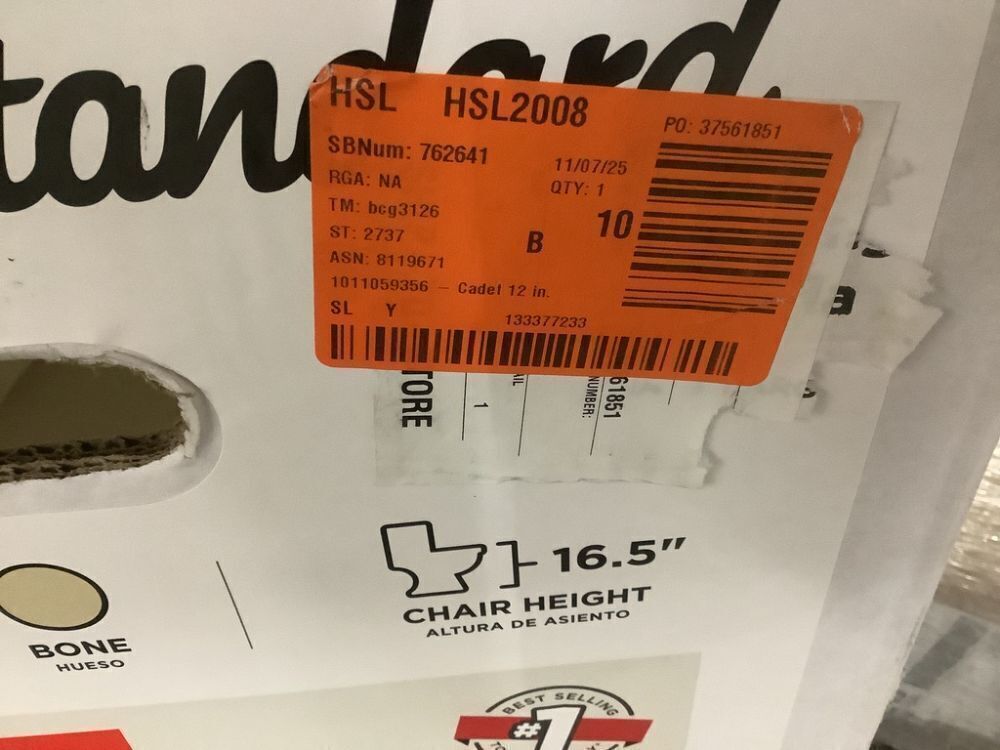 tandard
HSL HSL2008
PO: 37561851
SBNum: 762641
11/07/25
RGA: NA
QTY: 1
TM: bcg3126
10
ST: 2737
B
ASN: 8119671
1011059356 – Cadet 12 in.
SL Y
133377233
TORE
1
NUMBER:
61851
16.5"
CHAIR HEIGHT
ALTURA DE ASIENTO
BONE
HUESO
BEST SELLING
#1